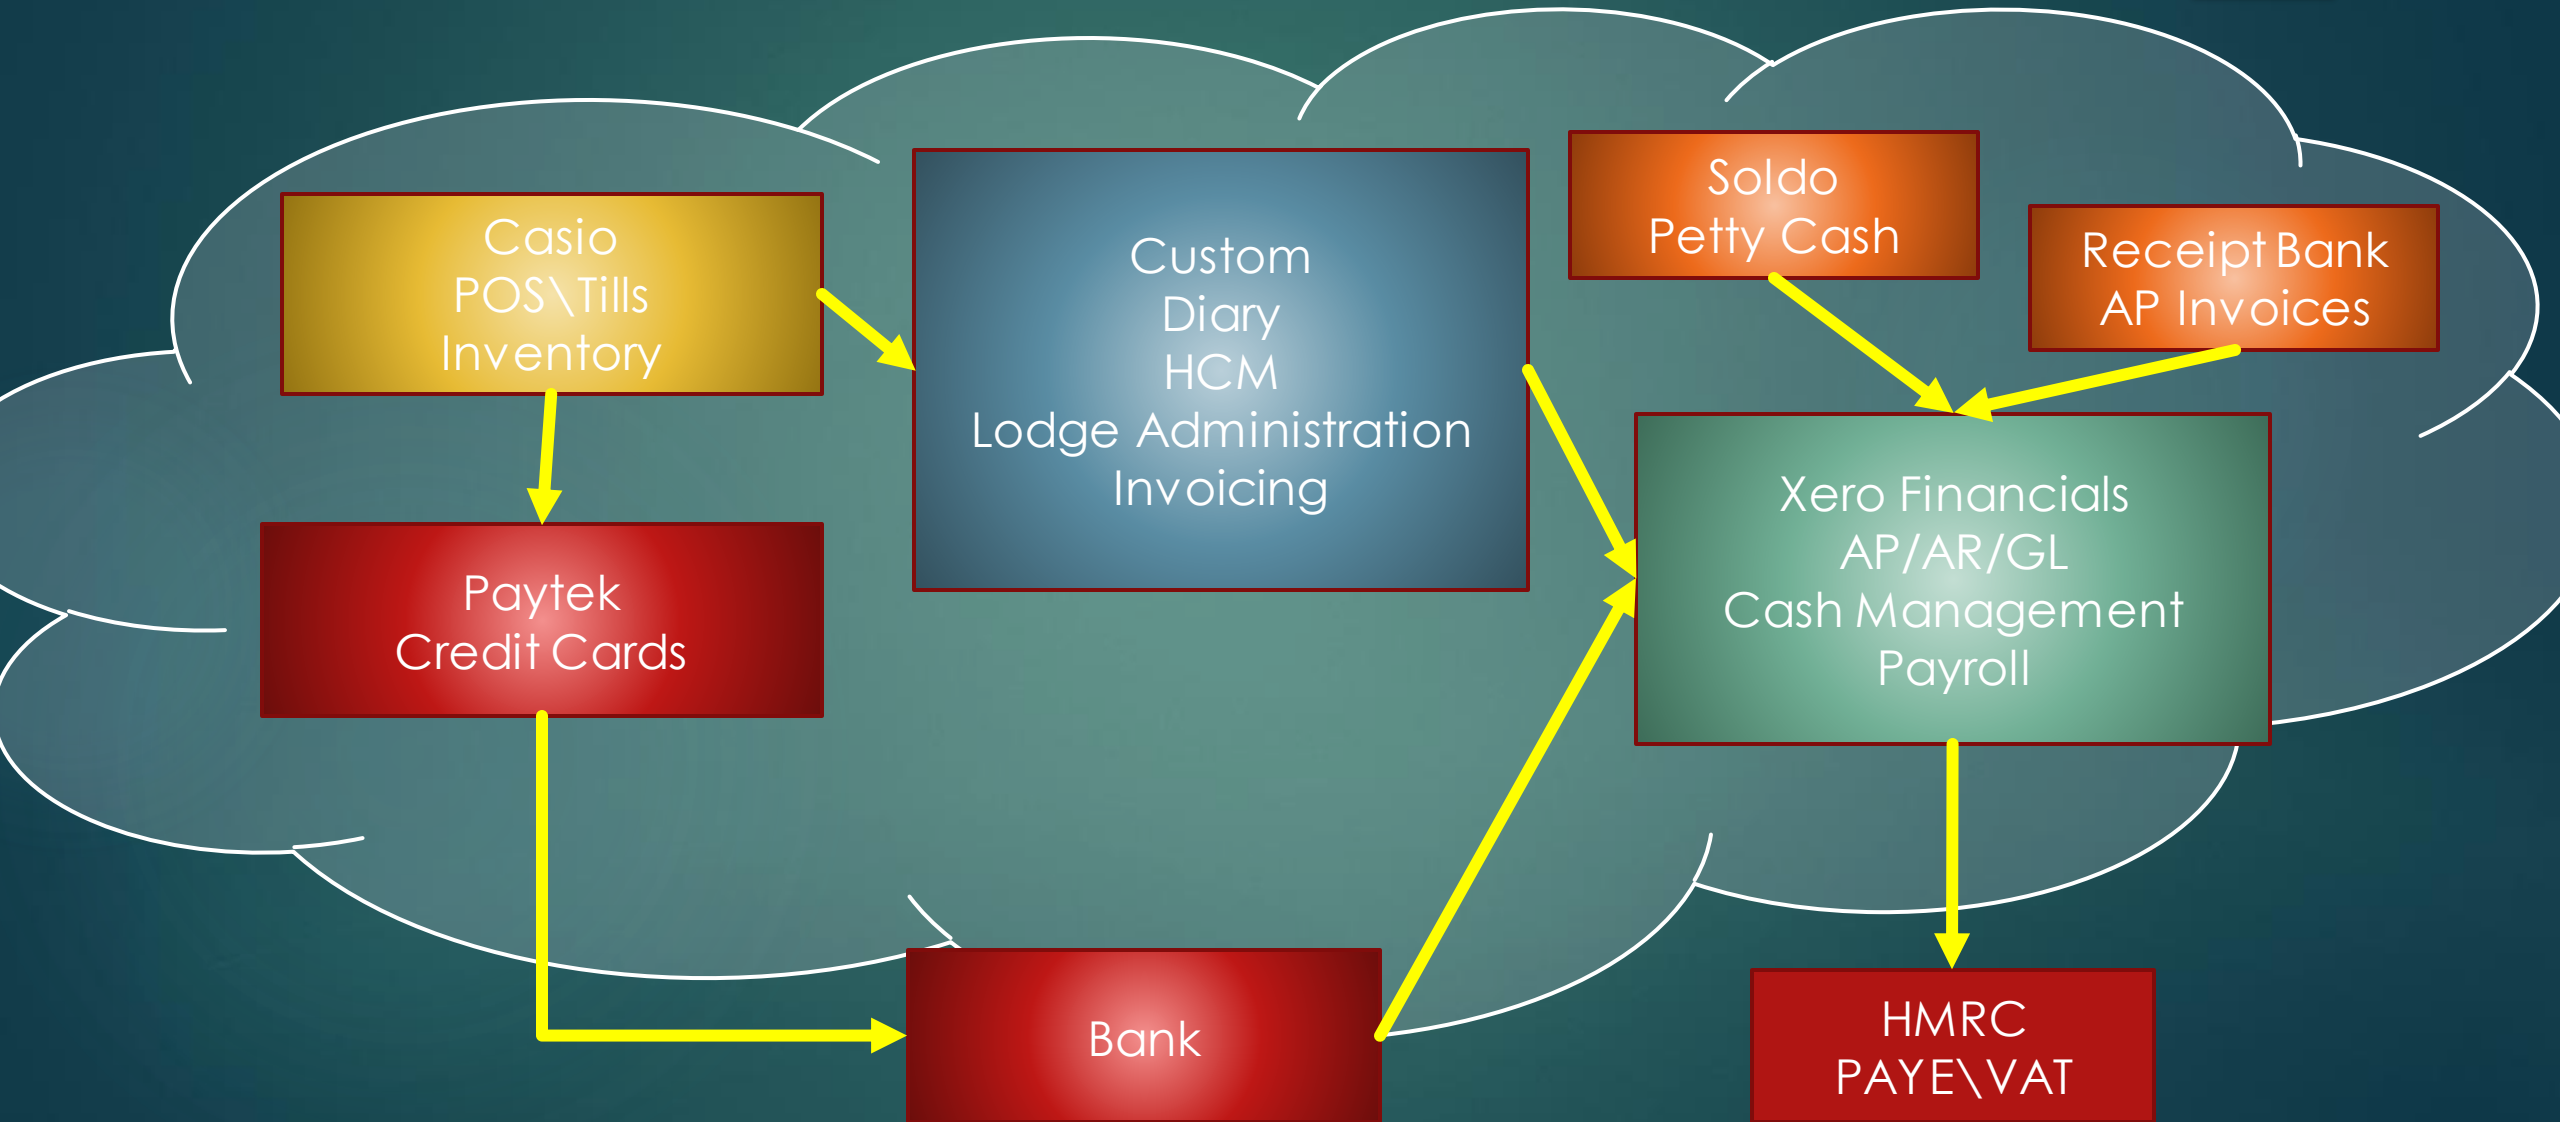 Casio
POS\Tills
Inventory
Custom
Diary
HCM
Lodge Administration
Invoicing
Soldo
Petty Cash
Receipt Bank
AP Invoices
Paytek
Credit Cards
Xero Financials
AP/AR/GL
Cash Management
Payroll
Bank
HMRC
PAYE\VAT